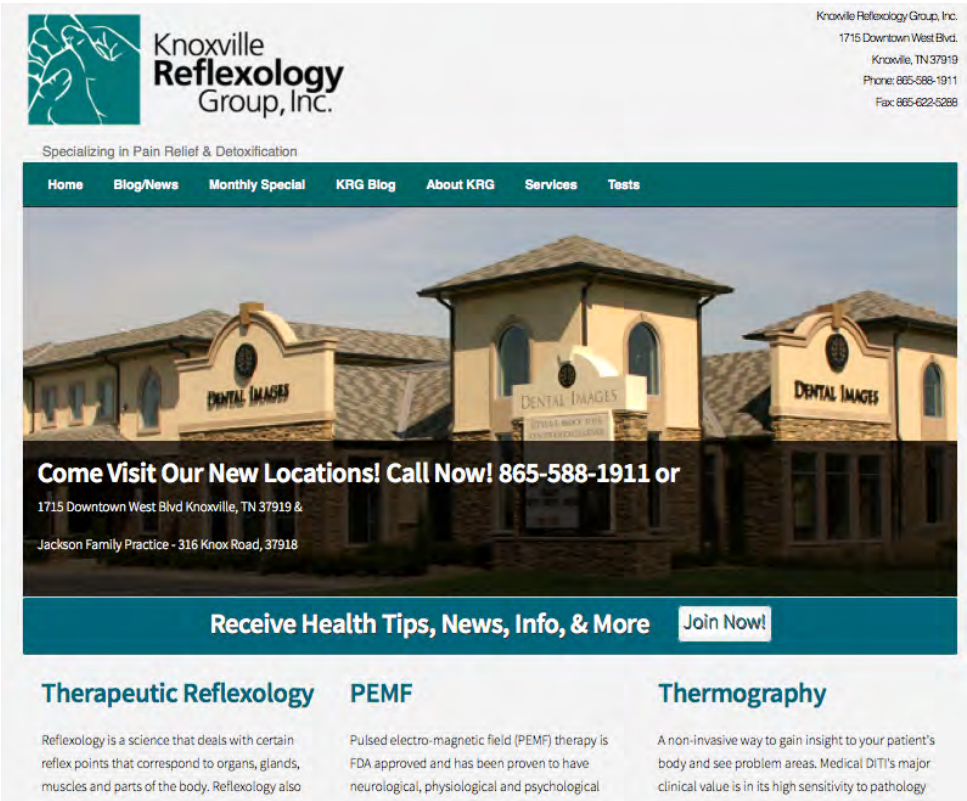 Knoxville
Reflexology
Group, Inc.
Knoxville Reflexology Group, Inc.
1715 Downtown West Blvd.
Knoxville, TN 37919
Phone: 865-588-1911
Fax: 865-622-5288
Specializing in Pain Relief & Detoxification
Home Blog/News Monthly Special KRG Blog About KRG Services Tests
DENTAL IMAGES
DENTAL IMAGES
DENTAL IMAGES
Come Visit Our New Locations! Call Now! 865-588-1911 or
1715 Downtown West Blvd Knoxville, TN 37919 &
Jackson Family Practice - 316 Knox Road, 37918
Receive Health Tips, News, Info, & More Join Now!
Therapeutic Reflexology
Reflexology is a science that deals with certain
reflex points that correspond to organs, glands,
muscles and parts of the body. Reflexology also
PEMF
Pulsed electro-magnetic field (PEMF) therapy is
FDA approved and has been proven to have
neurological, physiological and psychological
Thermography
A non-invasive way to gain insight to your patient's
body and see problem areas. Medical DITI's major
clinical value is in its high sensitivity to pathology